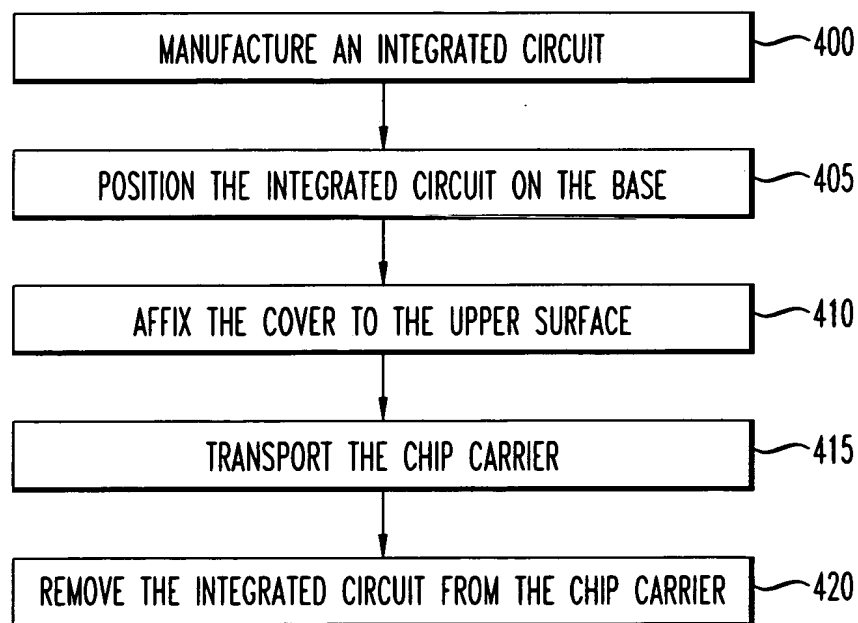 MANUFACTURE AN INTEGRATED CIRCUIT 400
POSITION THE INTEGRATED CIRCUIT ON THE BASE 405
AFFIX THE COVER TO THE UPPER SURFACE 410
TRANSPORT THE CHIP CARRIER 415
REMOVE THE INTEGRATED CIRCUIT FROM THE CHIP CARRIER 420